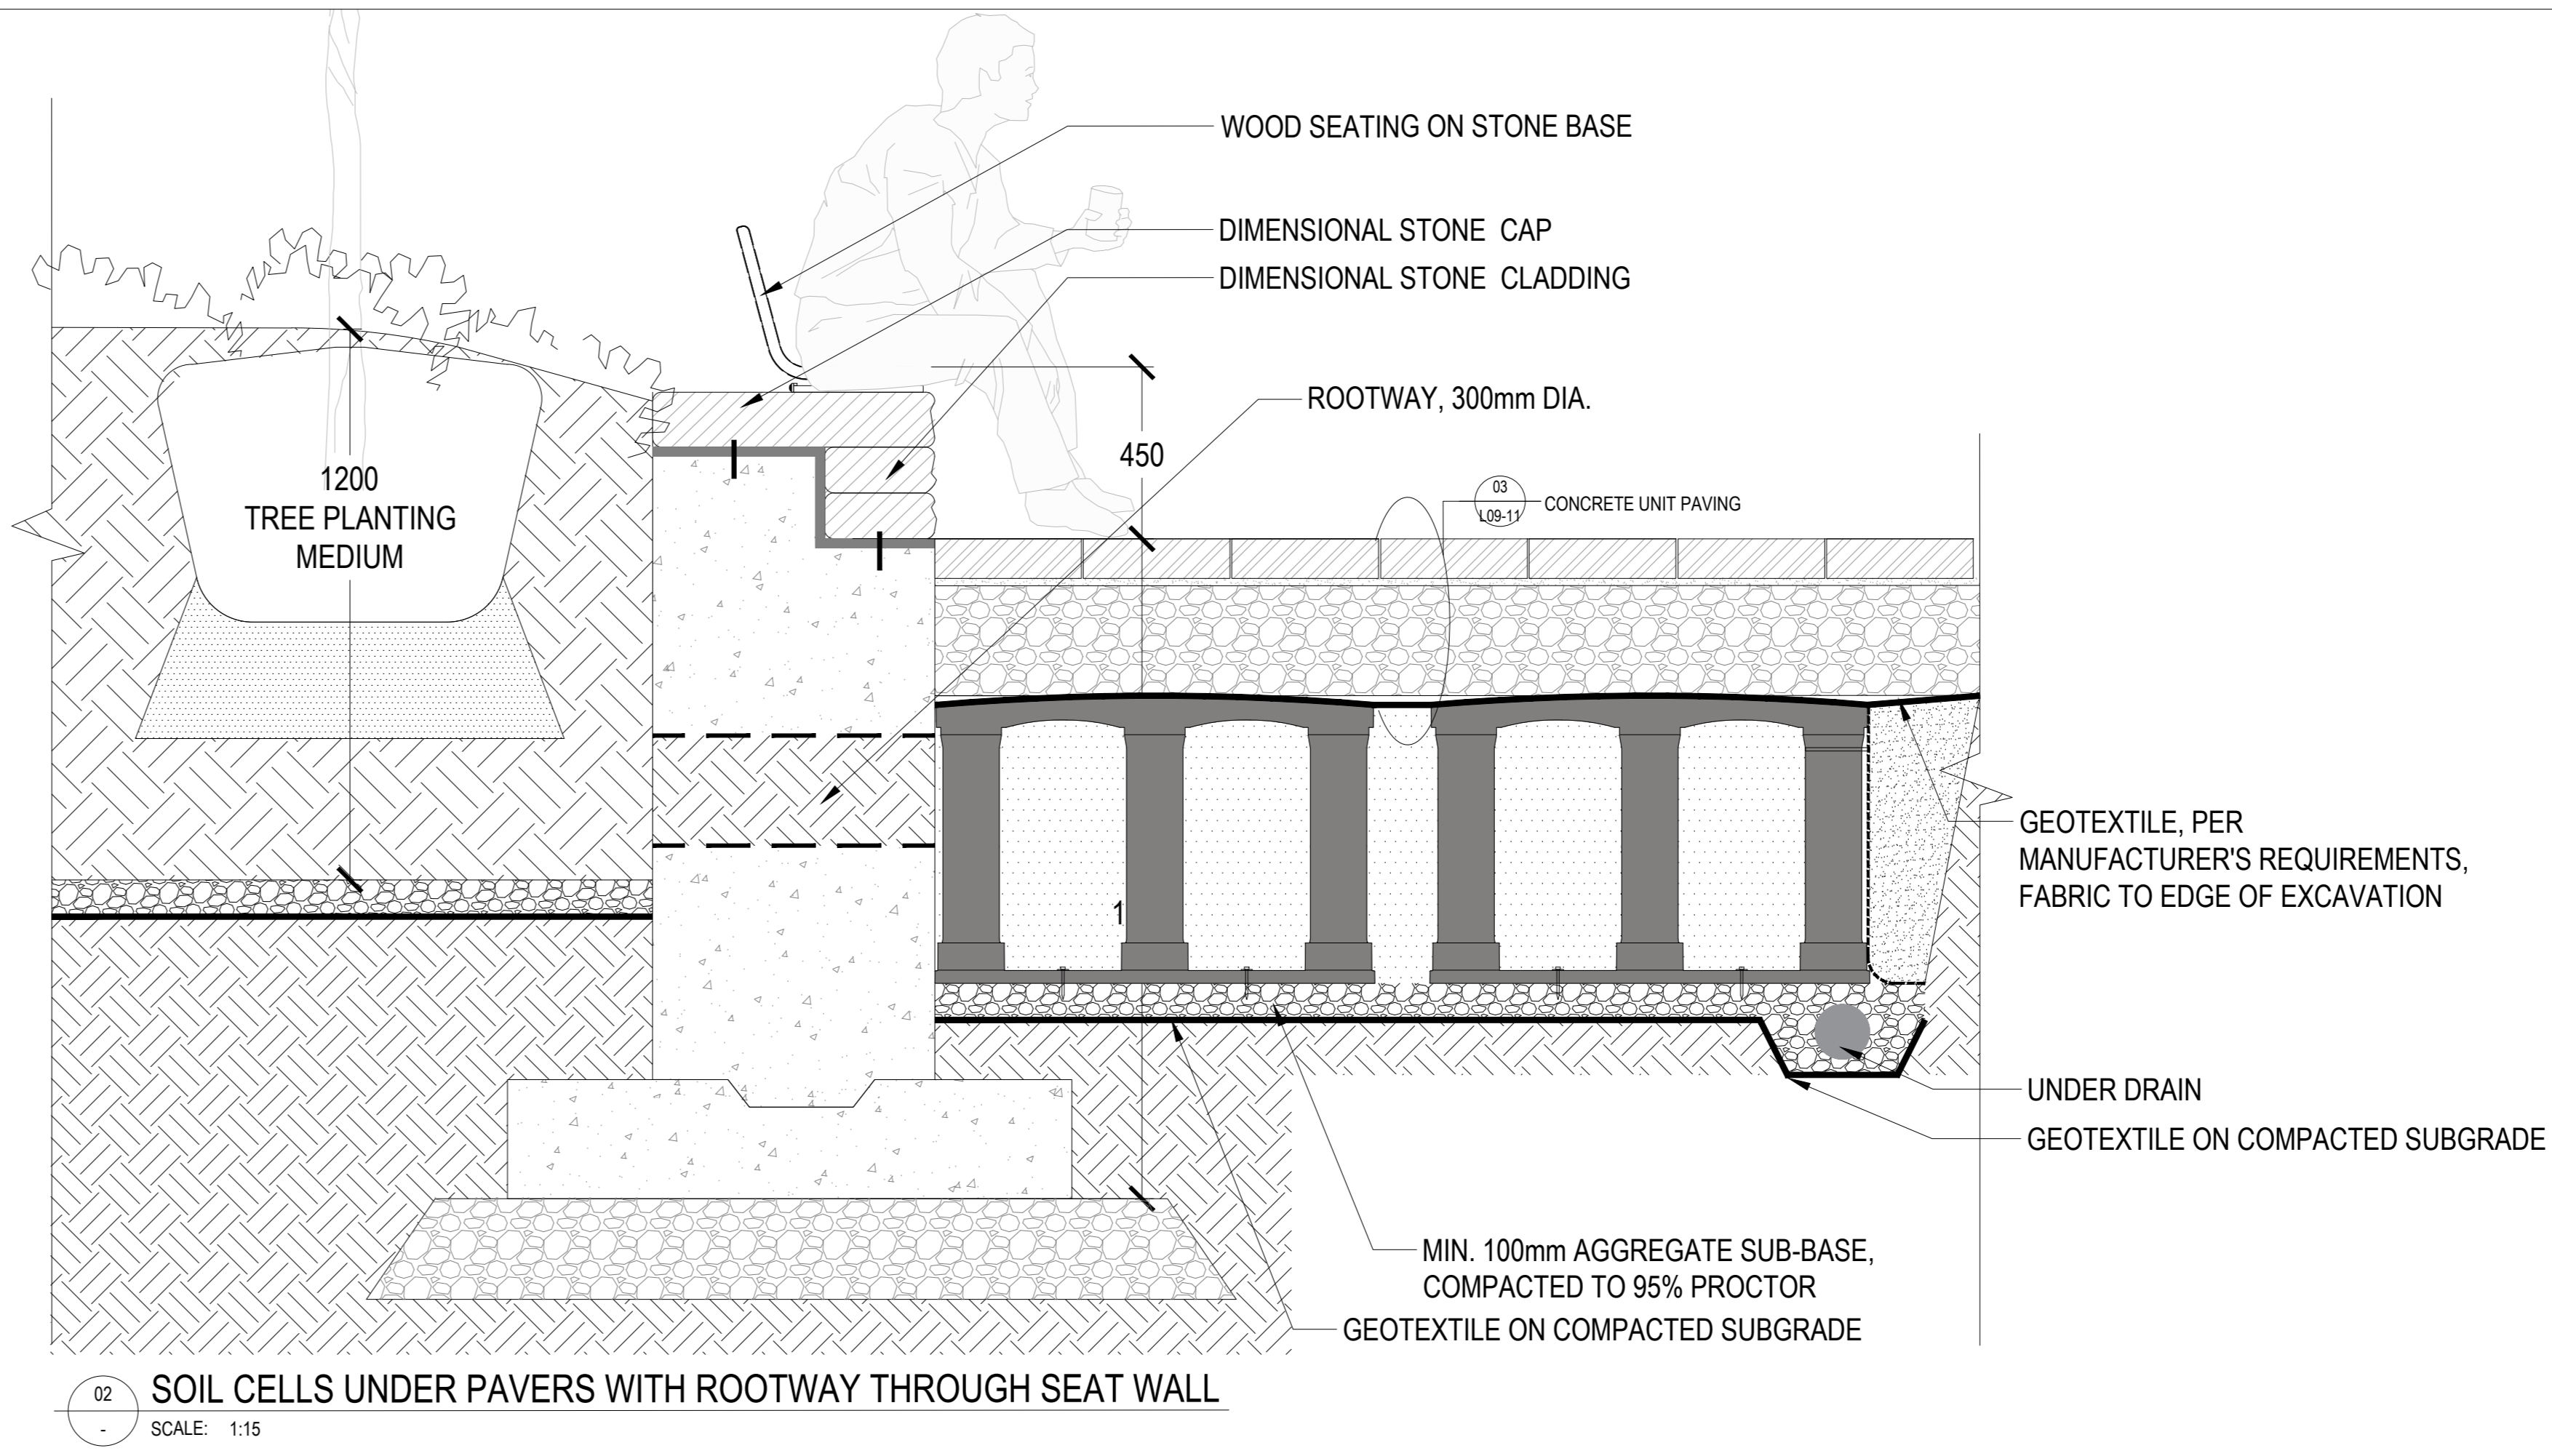 WOOD SEATING ON STONE BASE
DIMENSIONAL STONE CAP
DIMENSIONAL STONE CLADDING
ROOTWAY, 300mm DIA.
450
1200
TREE PLANTING
MEDIUM
03
L09-11
CONCRETE UNIT PAVING
GEOTEXTILE, PER
MANUFACTURER'S REQUIREMENTS,
FABRIC TO EDGE OF EXCAVATION
1
UNDER DRAIN
GEOTEXTILE ON COMPACTED SUBGRADE
MIN. 100mm AGGREGATE SUB-BASE,
COMPACTED TO 95% PROCTOR
GEOTEXTILE ON COMPACTED SUBGRADE
02
-
SOIL CELLS UNDER PAVERS WITH ROOTWAY THROUGH SEAT WALL
SCALE: 1:15